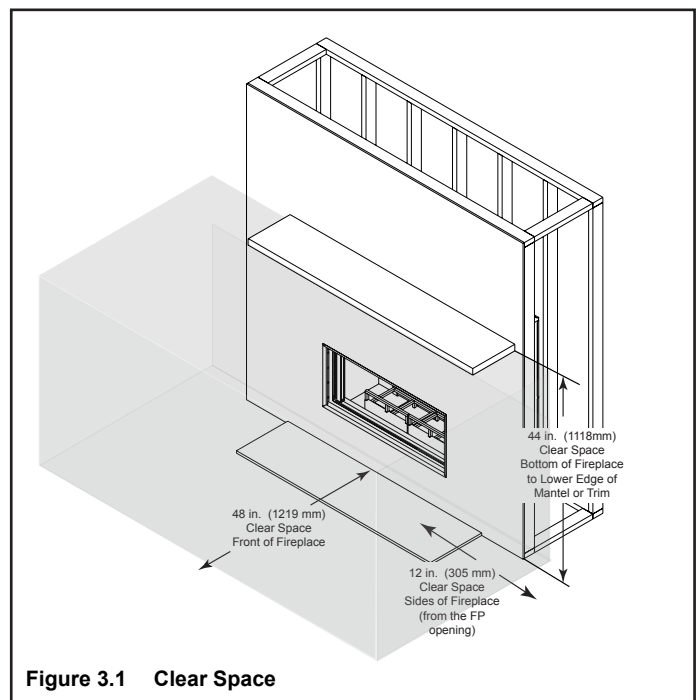 44 in. (1118mm)
Clear Space
Bottom of Fireplace
to Lower Edge of
Mantel or Trim
48 in. (1219 mm)
Clear Space
Front of Fireplace
12 in. (305 mm)
Clear Space
Sides of Fireplace
(from the FP
opening)
Figure 3.1 Clear Space